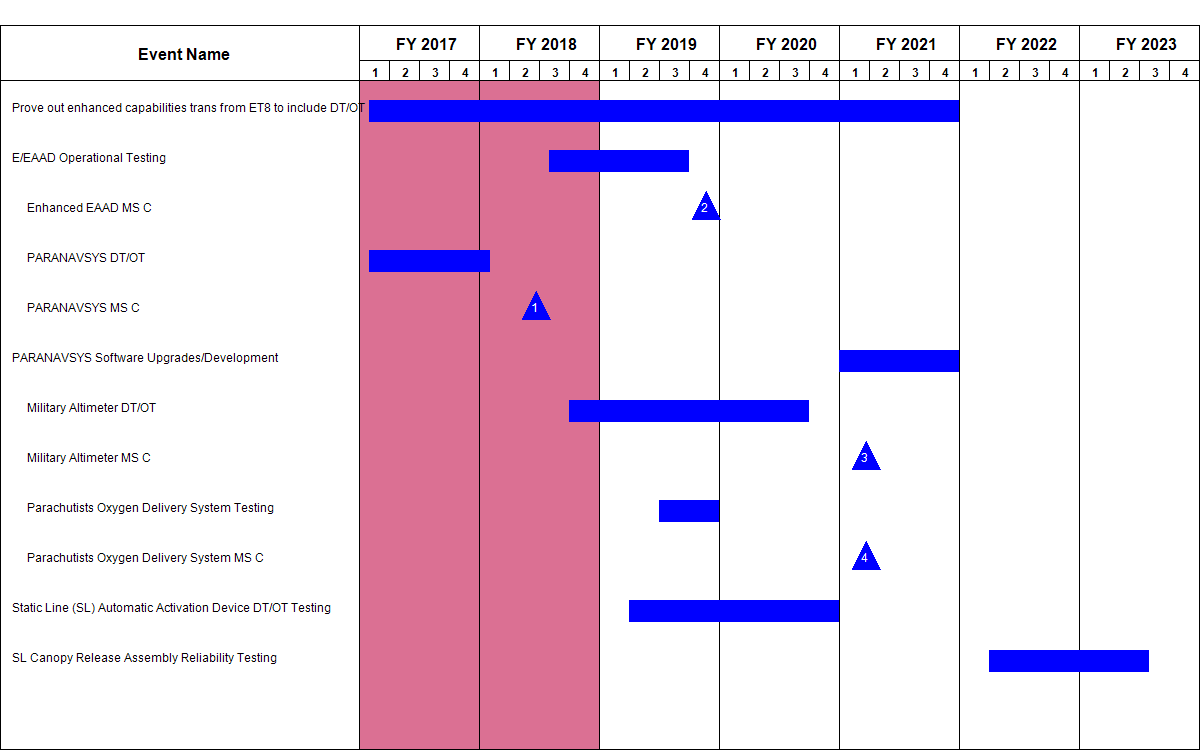 Event Name
FY 2017 FY 2018 FY 2019 FY 2020 FY 2021 FY 2022 FY 2023
1 2 3 4 1 2 3 4 1 2 3 4 1 2 3 4 1 2 3 4 1 2 3 4 1 2 3 4
Prove out enhanced capabilities trans from ET8 to include DT/OT
E/EAAD Operational Testing
Enhanced EAAD MS C 2
PARANAVSYS DT/OT
PARANAVSYS MS C 1
PARANAVSYS Software Upgrades/Development
Military Altimeter DT/OT
Military Altimeter MS C 3
Parachutists Oxygen Delivery System Testing
Parachutists Oxygen Delivery System MS C 4
Static Line (SL) Automatic Activation Device DT/OT Testing
SL Canopy Release Assembly Reliability Testing